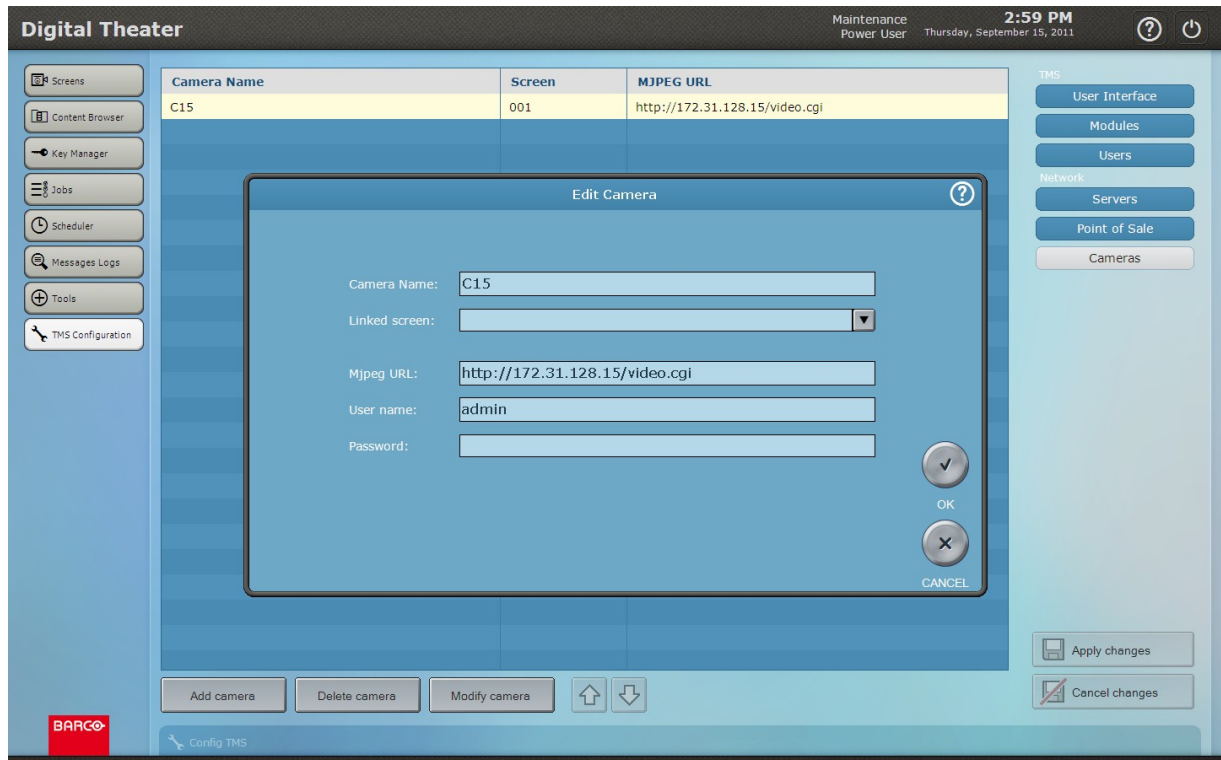 Digital Theater
Maintenance
Power User
2:59 PM
Thursday, September 15, 2011
?
Screens
Content Browser
Key Manager
Jobs
Scheduler
Messages Logs
Tools
TMS Configuration
Camera Name Screen MJPEG URL
C15 001 http://172.31.128.15/video.cgi
Edit Camera ?
Camera Name: C15
Linked screen:
Mjpeg URL: http://172.31.128.15/video.cgi
User name: admin
Password:
OK
CANCEL
TMS
User Interface
Modules
Users
Network
Servers
Point of Sale
Cameras
Apply changes
Cancel changes
Add camera Delete camera Modify camera
BARCO
Config TMS